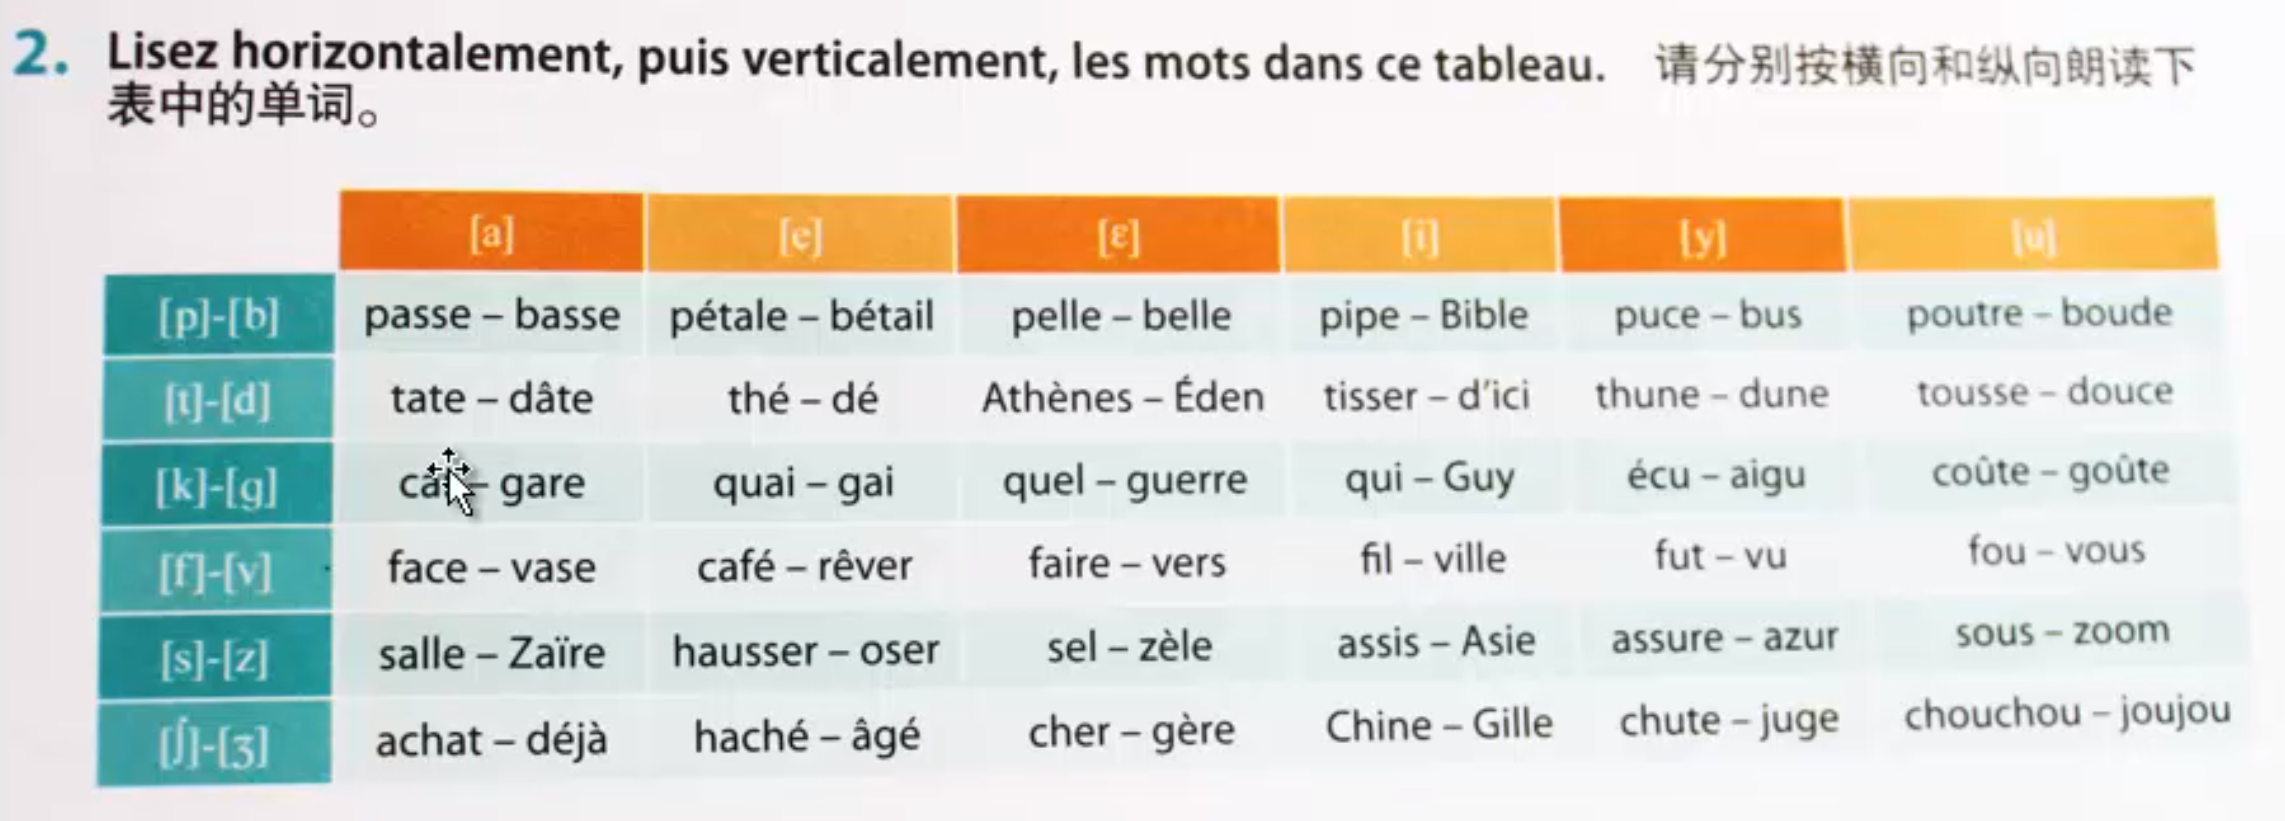 2. Lisez horizontalement, puis verticalement, les mots dans ce tableau. 请分别按横向和纵向朗读下
表中的单词。
[a] [e] [ɛ] [i] [y] [u]
[p]-[b] passe – basse pétale – bétail pelle – belle pipe – Bible puce – bus poutre – boude
[t]-[d] tate – dâte thé – dé Athènes – Éden tisser – d'ici thune – dune tousse – douce
[k]-[g] – gare quai – gai quel – guerre qui – Guy écu – aigu coûte – goûte
[f]-[v] face – vase café – rêver faire – vers fil – ville fut – vu fou – vous
[s]-[z] salle – Zaïre hausser – oser sel – zèle assis – Asie assure – azur sous – zoom
[ʃ]-[ʒ] achat – déjà haché – âgé cher – gère Chine – Gille chute – juge chouchou – joujou